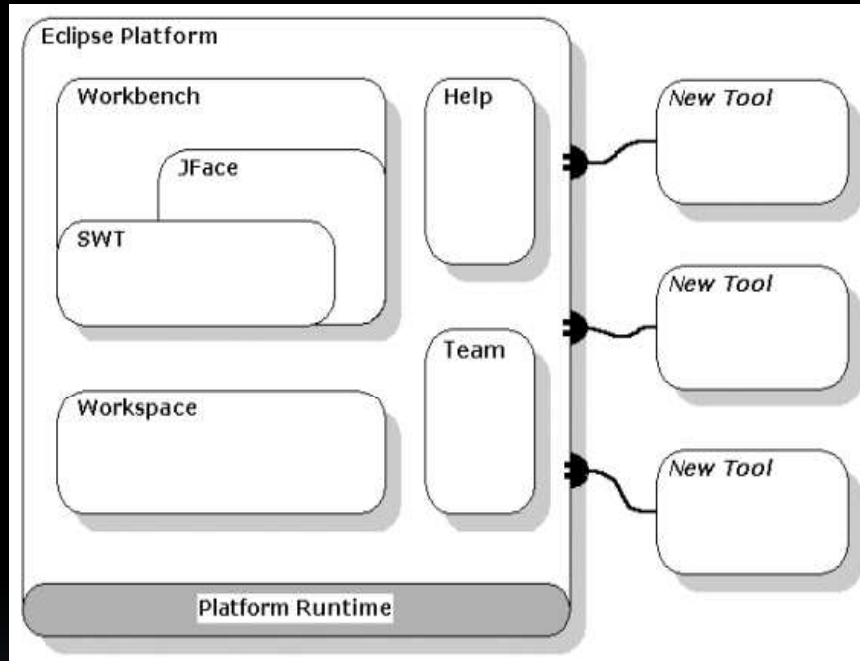 Eclipse Platform
Workbench
JFace
SWT
Help
Workspace
Team
Platform Runtime
New Tool
New Tool
New Tool